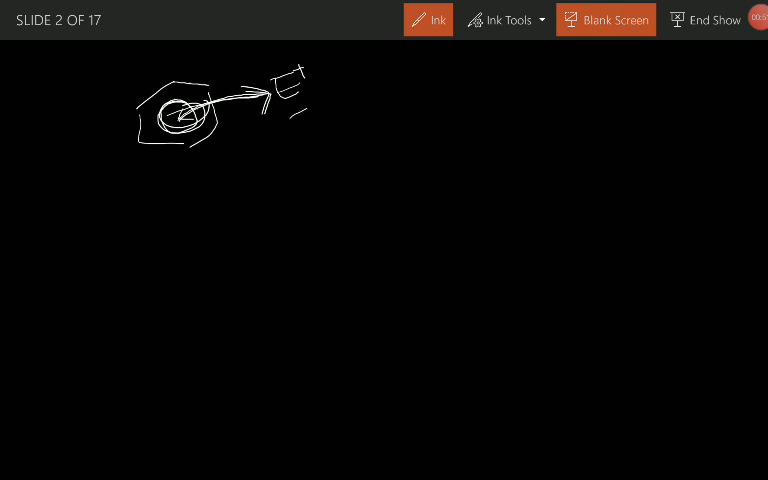 SLIDE 2 OF 17
Ink
Ink Tools
Blank Screen
End Show
E+